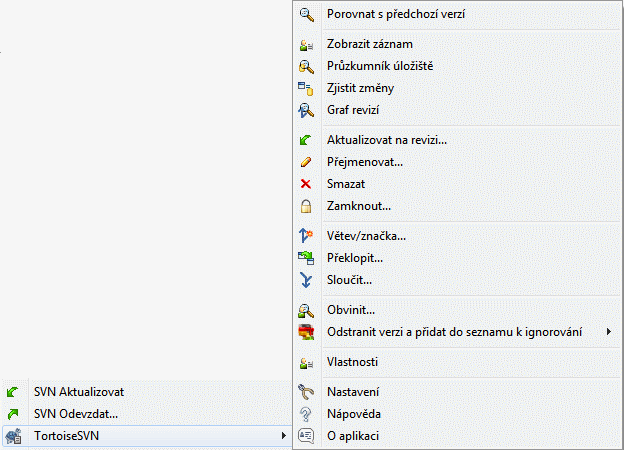 Porovnat s předchozí verzí
Zobrazit záznam
Průzkumník úložiště
Zjistit změny
Graf revizí
Aktualizovat na revizi...
Přejmenovat...
Smazat
Zamknout...
Větev/značka...
Překlopit...
Sloučit...
Obvinit...
Odstranit verzi a přidat do seznamu k ignorování
Vlastnosti
Nastavení
Nápověda
O aplikaci
SVN Aktualizovat
SVN Odevzdat...
TortoiseSVN